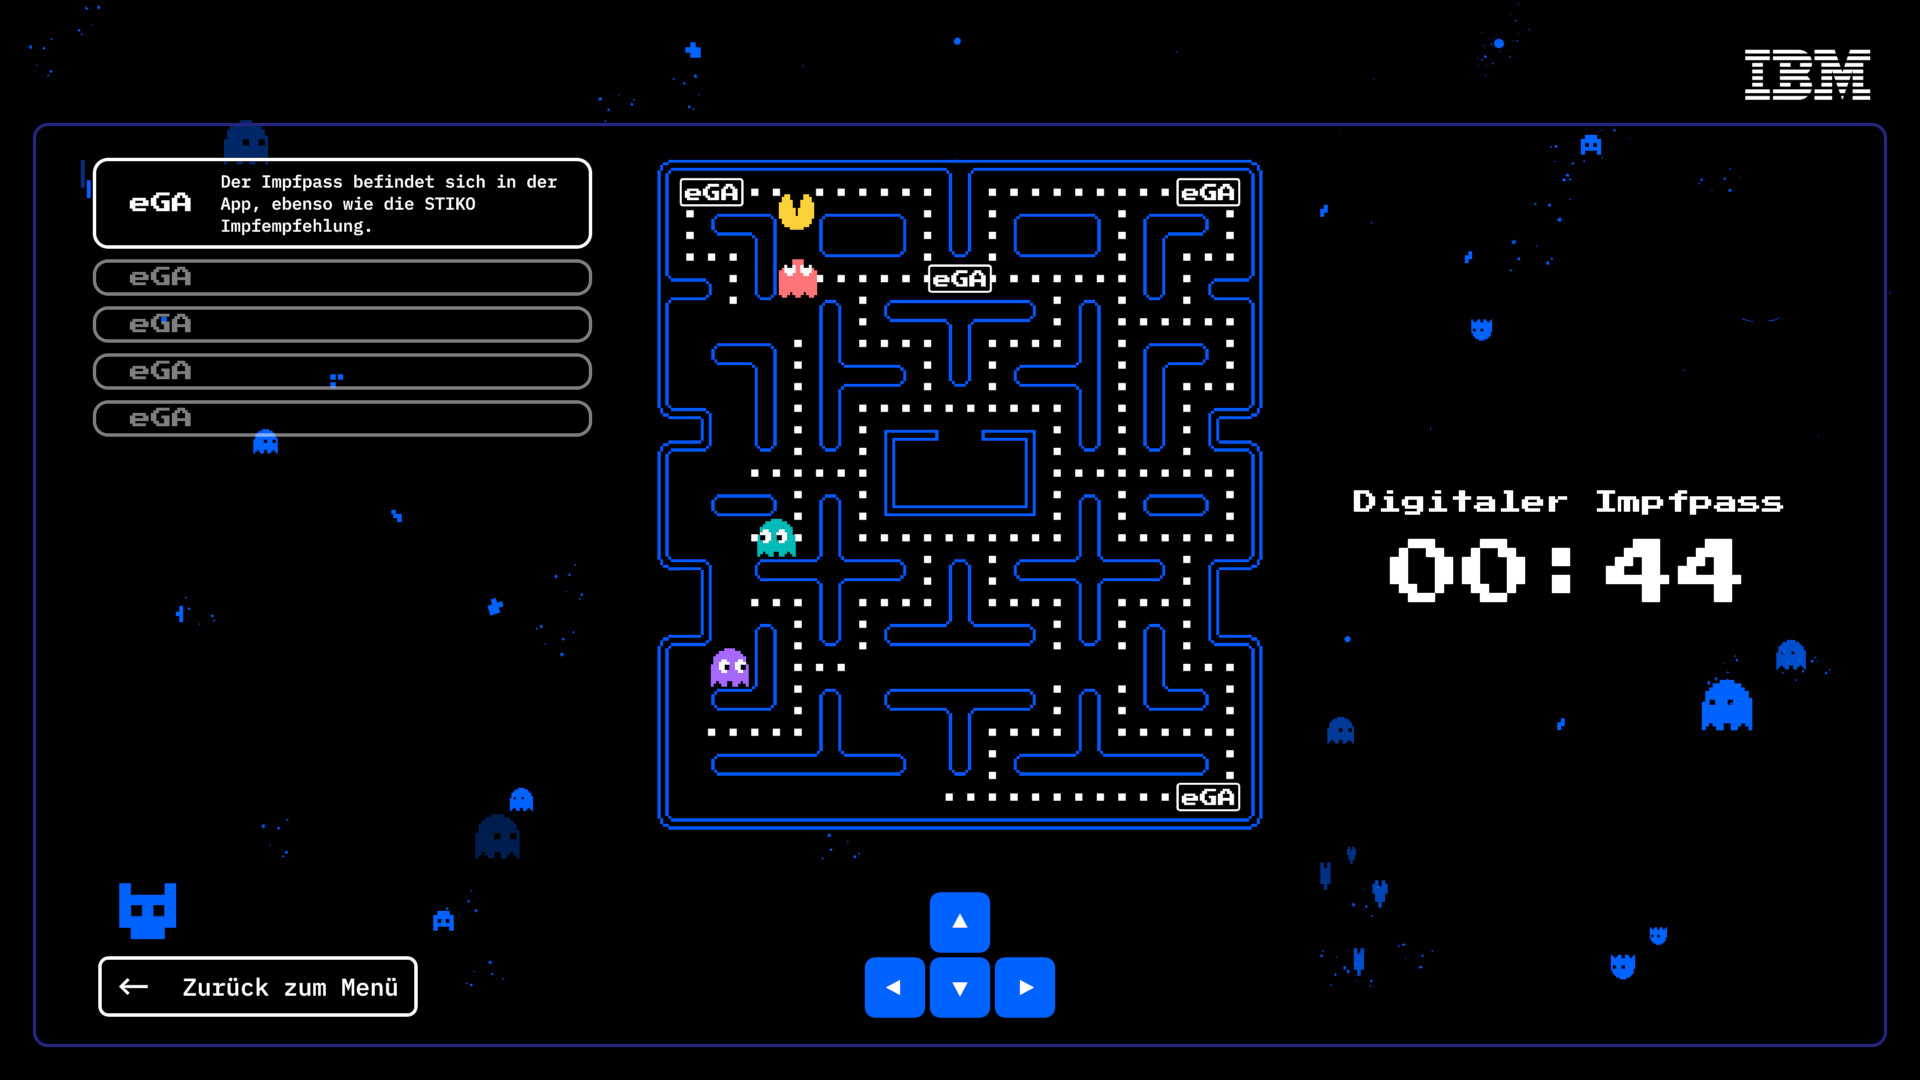 IBM
eGA
Der Impfpass befindet sich in der
App, ebenso wie die STIKO
Impfempfehlung.
eGA
eGA
eGA
eGA
eGA
eGA
eGA
eGA
Digitaler Impfpass
00:44
← Zurück zum Menü